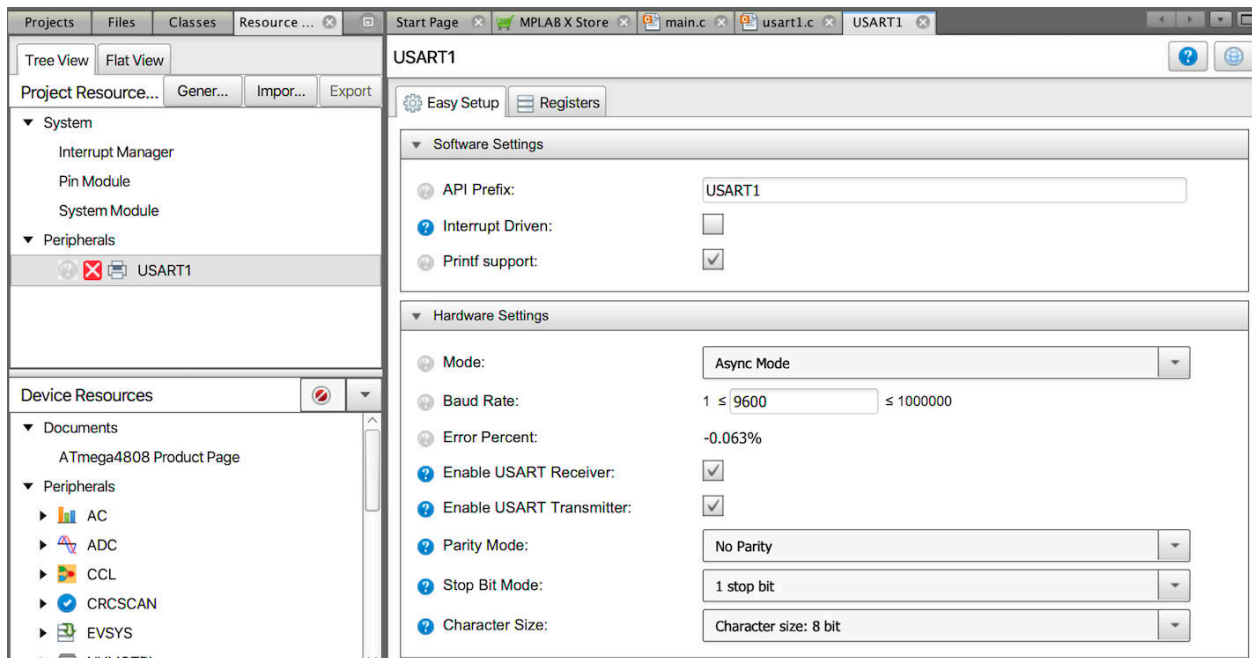 Projects Files Classes Resource ...
Tree View Flat View
Project Resource... Gener... Impor... Export
System
Interrupt Manager
Pin Module
System Module
Peripherals
USART1
Device Resources
Documents
ATmega4808 Product Page
Peripherals
AC
ADC
CCL
CRCSCAN
EVSYS
Start Page MPLAB X Store main.c usart1.c USART1
USART1
Easy Setup Registers
Software Settings
API Prefix: USART1
Interrupt Driven:
Printf support:
Hardware Settings
Mode: Async Mode
Baud Rate: 1 ≤ 9600 ≤ 1000000
Error Percent: -0.063%
Enable USART Receiver:
Enable USART Transmitter:
Parity Mode: No Parity
Stop Bit Mode: 1 stop bit
Character Size: Character size: 8 bit